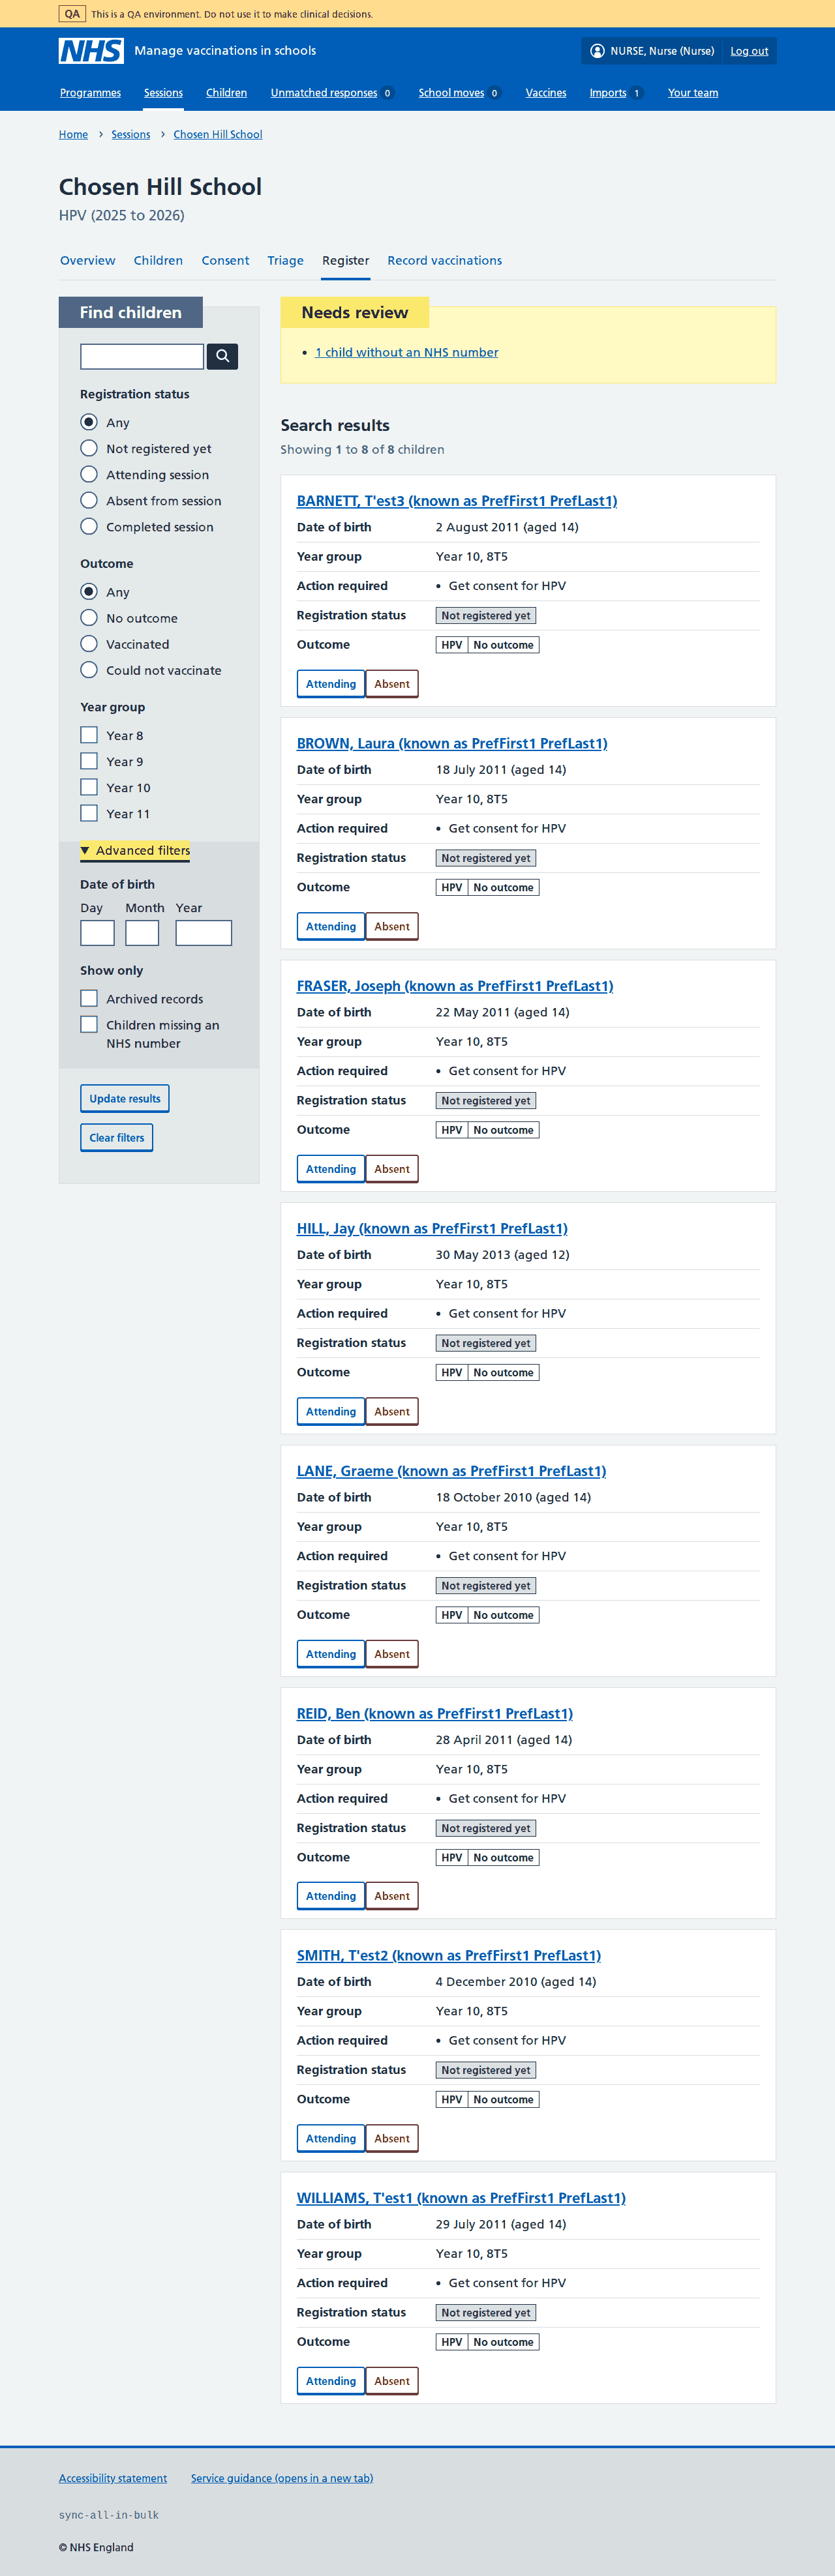 QA This is a QA environment. Do not use it to make clinical decisions.
NHS Manage vaccinations in schools NURSE, Nurse (Nurse) Log out
Programmes Sessions Children Unmatched responses 0 School moves 0 Vaccines Imports 1 Your team
Home › Sessions › Chosen Hill School
Chosen Hill School
HPV (2025 to 2026)
Overview Children Consent Triage Register Record vaccinations
Find children
Registration status
Any
Not registered yet
Attending session
Absent from session
Completed session
Outcome
Any
No outcome
Vaccinated
Could not vaccinate
Year group
Year 8
Year 9
Year 10
Year 11
▼ Advanced filters
Date of birth
Day Month Year
Show only
Archived records
Children missing an
NHS number
Update results
Clear filters
Needs review
• 1 child without an NHS number
Search results
Showing 1 to 8 of 8 children
BARNETT, T'est3 (known as PrefFirst1 PrefLast1)
Date of birth 2 August 2011 (aged 14)
Year group Year 10, 8T5
Action required • Get consent for HPV
Registration status Not registered yet
Outcome HPV No outcome
Attending Absent
BROWN, Laura (known as PrefFirst1 PrefLast1)
Date of birth 18 July 2011 (aged 14)
Year group Year 10, 8T5
Action required • Get consent for HPV
Registration status Not registered yet
Outcome HPV No outcome
Attending Absent
FRASER, Joseph (known as PrefFirst1 PrefLast1)
Date of birth 22 May 2011 (aged 14)
Year group Year 10, 8T5
Action required • Get consent for HPV
Registration status Not registered yet
Outcome HPV No outcome
Attending Absent
HILL, Jay (known as PrefFirst1 PrefLast1)
Date of birth 30 May 2013 (aged 12)
Year group Year 10, 8T5
Action required • Get consent for HPV
Registration status Not registered yet
Outcome HPV No outcome
Attending Absent
LANE, Graeme (known as PrefFirst1 PrefLast1)
Date of birth 18 October 2010 (aged 14)
Year group Year 10, 8T5
Action required • Get consent for HPV
Registration status Not registered yet
Outcome HPV No outcome
Attending Absent
REID, Ben (known as PrefFirst1 PrefLast1)
Date of birth 28 April 2011 (aged 14)
Year group Year 10, 8T5
Action required • Get consent for HPV
Registration status Not registered yet
Outcome HPV No outcome
Attending Absent
SMITH, T'est2 (known as PrefFirst1 PrefLast1)
Date of birth 4 December 2010 (aged 14)
Year group Year 10, 8T5
Action required • Get consent for HPV
Registration status Not registered yet
Outcome HPV No outcome
Attending Absent
WILLIAMS, T'est1 (known as PrefFirst1 PrefLast1)
Date of birth 29 July 2011 (aged 14)
Year group Year 10, 8T5
Action required • Get consent for HPV
Registration status Not registered yet
Outcome HPV No outcome
Attending Absent
Accessibility statement Service guidance (opens in a new tab)
sync-all-in-bulk
© NHS England